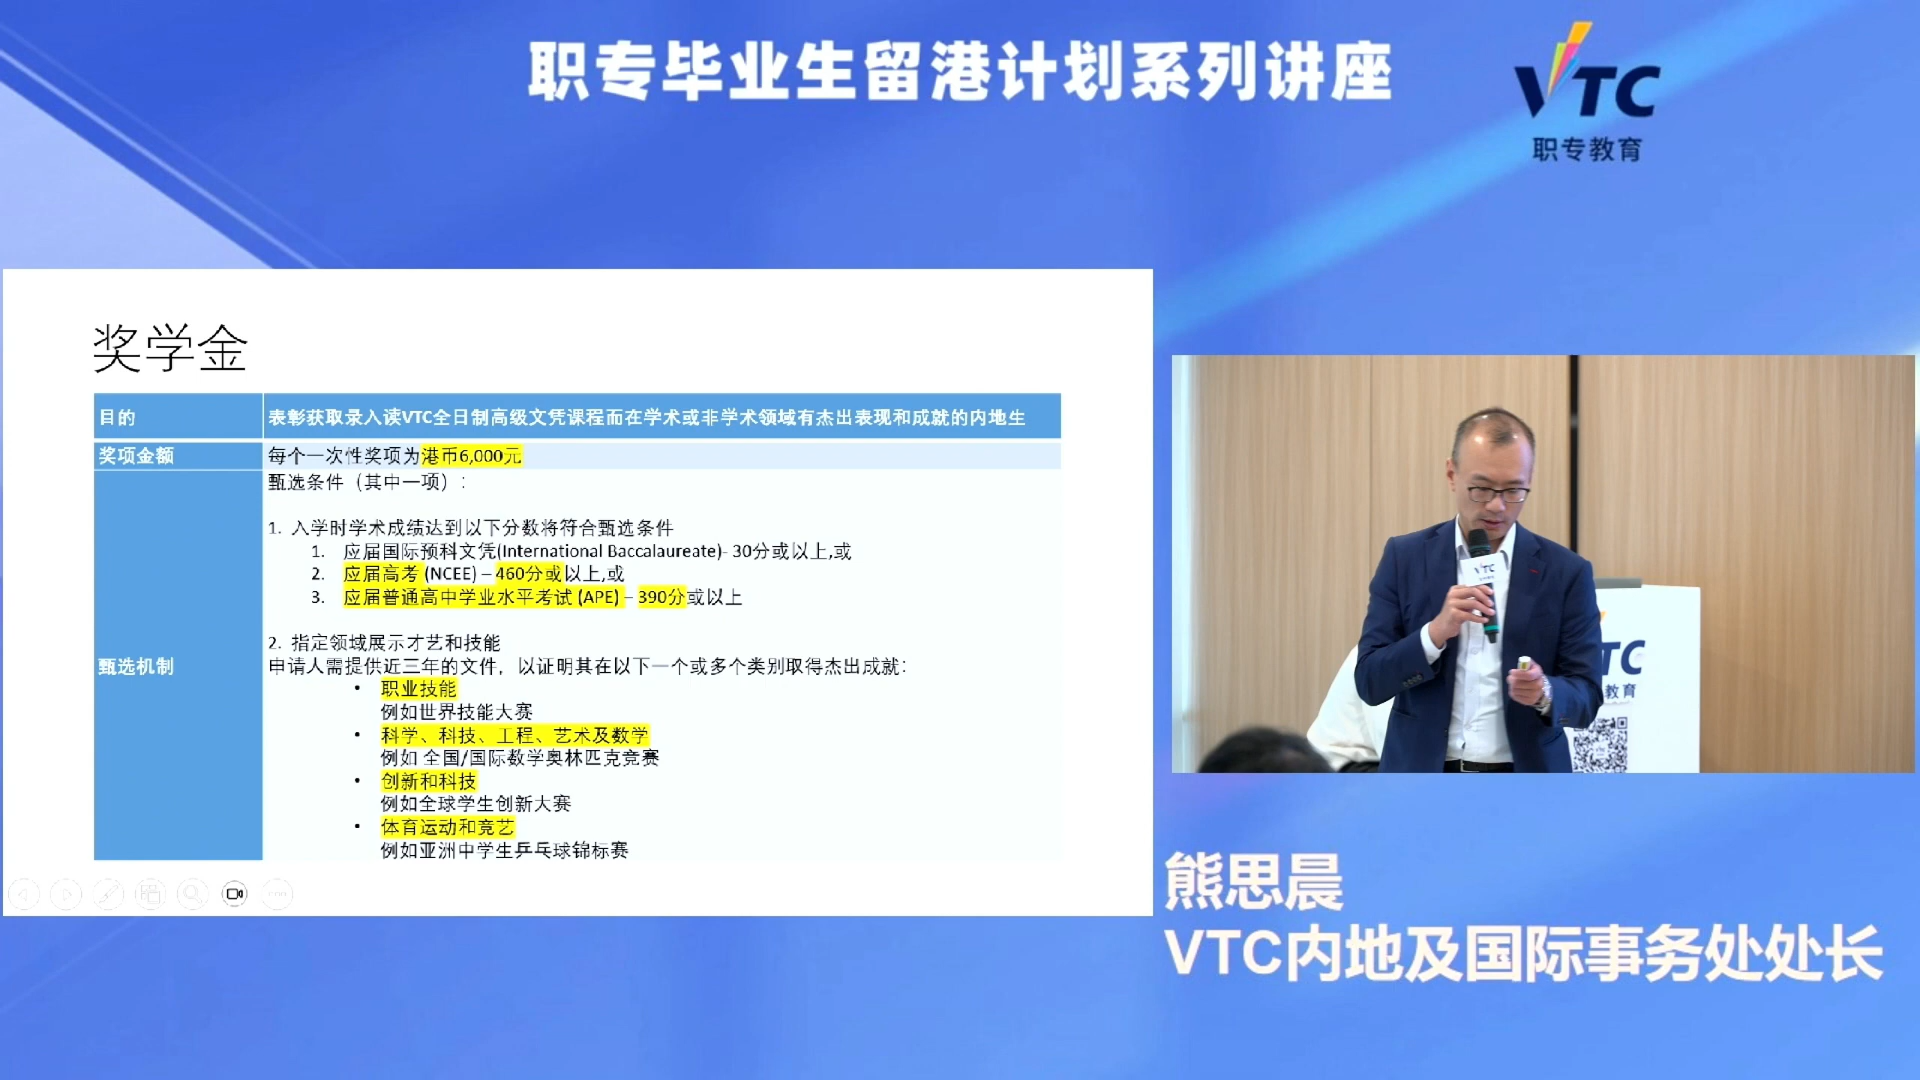 职专毕业生留港计划系列讲座
VTC
职专教育
奖学金
目的
表彰获取录入读VTC全日制高级文凭课程而在学术或非学术领域有杰出表现和成就的内地生
奖项金额
每个一次性奖项为港币6,000元
甄选机制
甄选条件（其中一项）：
1. 入学时学术成绩达到以下分数将符合甄选条件
1. 应届国际预科文凭(International Baccalaureate)- 30分或以上,或
2. 应届高考 (NCEE) – 460分或以上,或
3. 应届普通高中学业水平考试 (APE) – 390分或以上
2. 指定领域展示才艺和技能
申请人需提供近三年的文件，以证明其在以下一个或多个类别取得杰出成就：
• 职业技能
例如世界技能大赛
• 科学、科技、工程、艺术及数学
例如 全国/国际数学奥林匹克竞赛
• 创新和科技
例如全球学生创新大赛
• 体育运动和竞艺
例如亚洲中学生乒乓球锦标赛
VTC
TC
教育
熊思晨
VTC内地及国际事务处处长